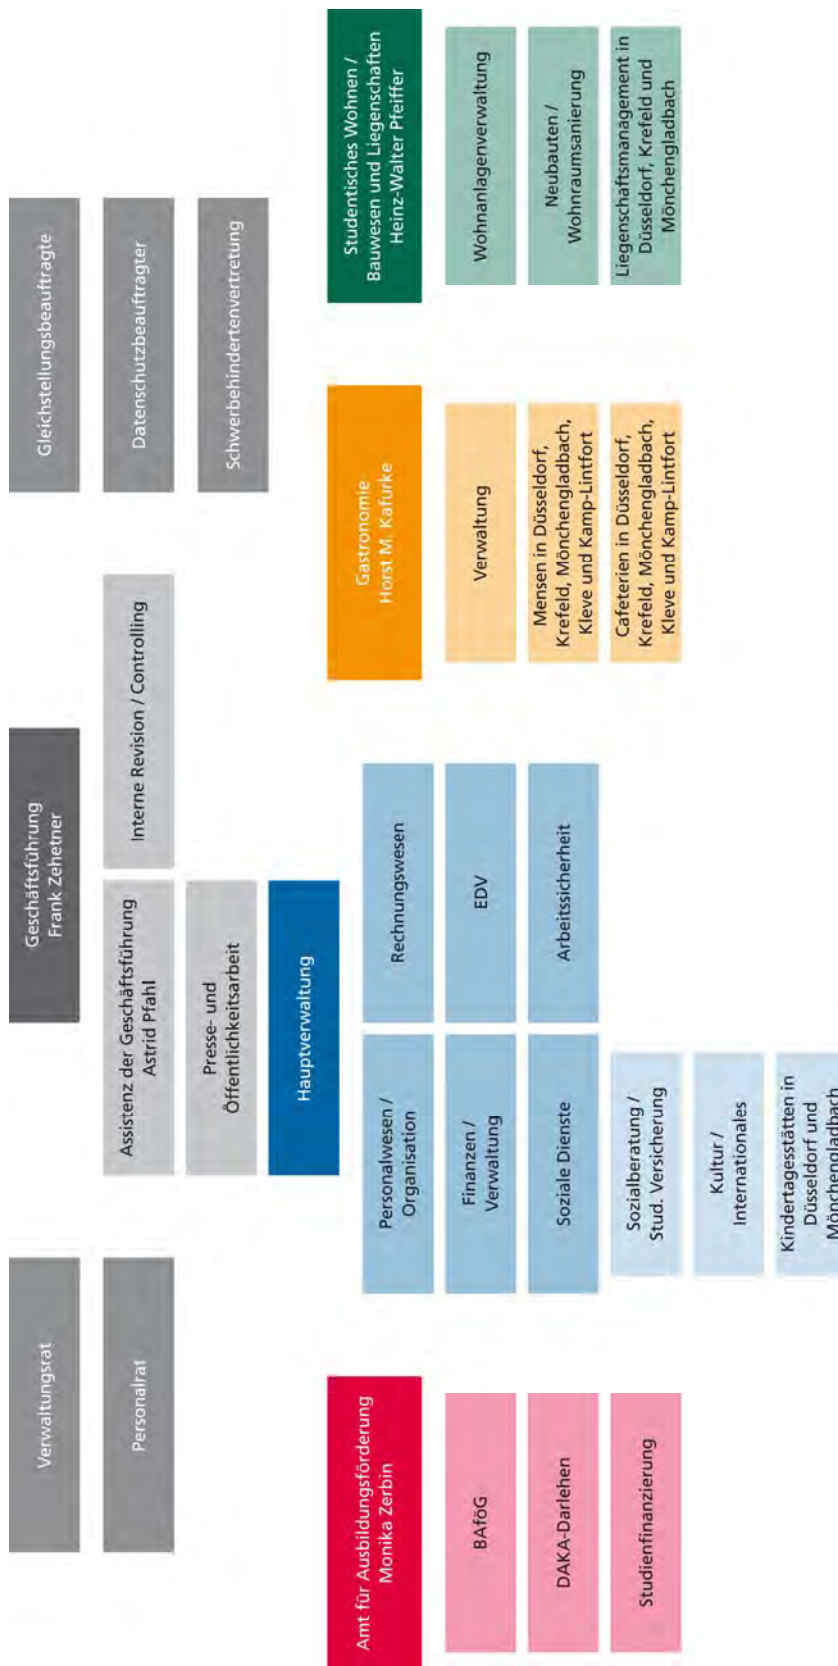 Verwaltungsrat
Personalrat
Geschäftsführung
Frank Zehetner
Assistenz der Geschäftsführung
Astrid Pfahl
Interne Revision / Controlling
Presse- und
Öffentlichkeitsarbeit
Gleichstellungsbeauftragte
Datenschutzbeauftragter
Schwerbehindertenvertretung
Amt für Ausbildungsförderung
Monika Zerbin
BAföG
DAKA-Darlehen
Studienfinanzierung
Hauptverwaltung
Personalwesen /
Organisation
Rechnungswesen
Finanzen /
Verwaltung
EDV
Soziale Dienste
Arbeitssicherheit
Sozialberatung /
Stud. Versicherung
Kultur /
Internationales
Kindertagesstätten in
Düsseldorf und
Mönchengladbach
Gastronomie
Horst M. Kafurke
Verwaltung
Mensen in Düsseldorf,
Krefeld, Mönchengladbach,
Kleve und Kamp-Lintfort
Cafeterien in Düsseldorf,
Krefeld, Mönchengladbach,
Kleve und Kamp-Lintfort
Studentisches Wohnen /
Bauwesen und Liegenschaften
Heinz-Walter Pfeiffer
Wohnanlagenverwaltung
Neubauten /
Wohnraumsanierung
Liegenschaftsmanagement in
Düsseldorf, Krefeld und
Mönchengladbach